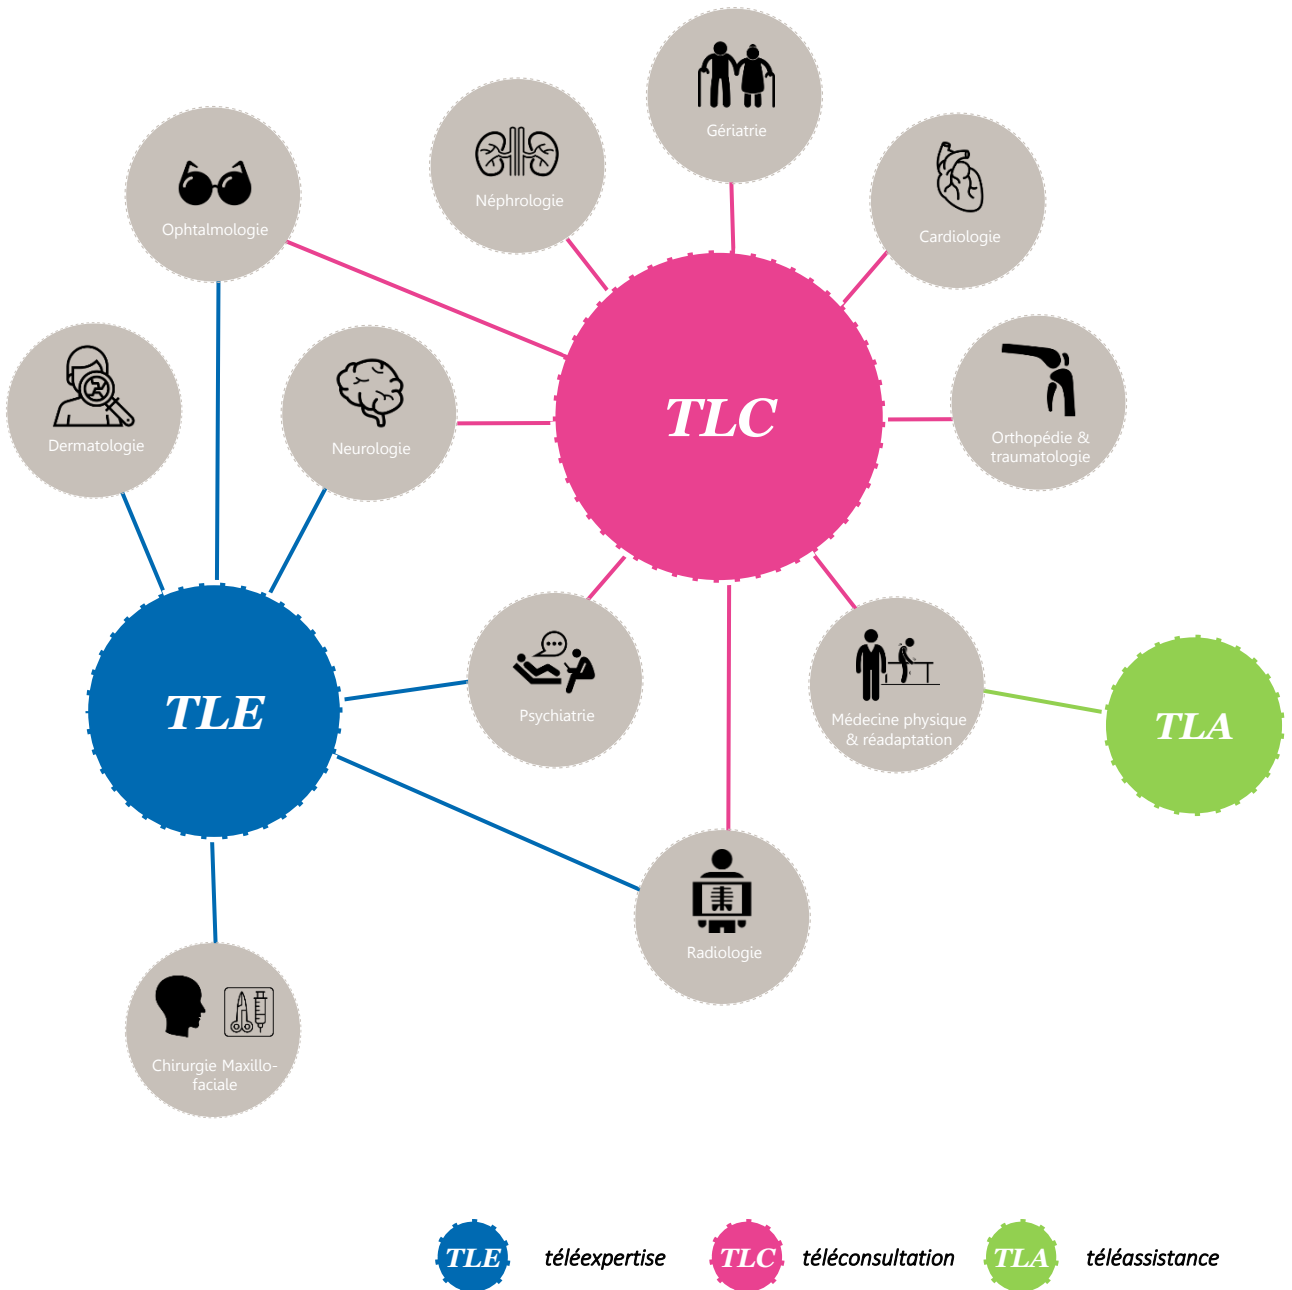 Gériatrie
Néphrologie
Ophtalmologie
Cardiologie
TLC
Dermatologie
Neurologie
Orthopédie &
traumatologie
TLE
Psychiatrie
Médecine physique
& réadaptation
TLA
Radiologie
Chirurgie Maxillo-
faciale
TLE téléexpertise TLC téléconsultation TLA téléassistance